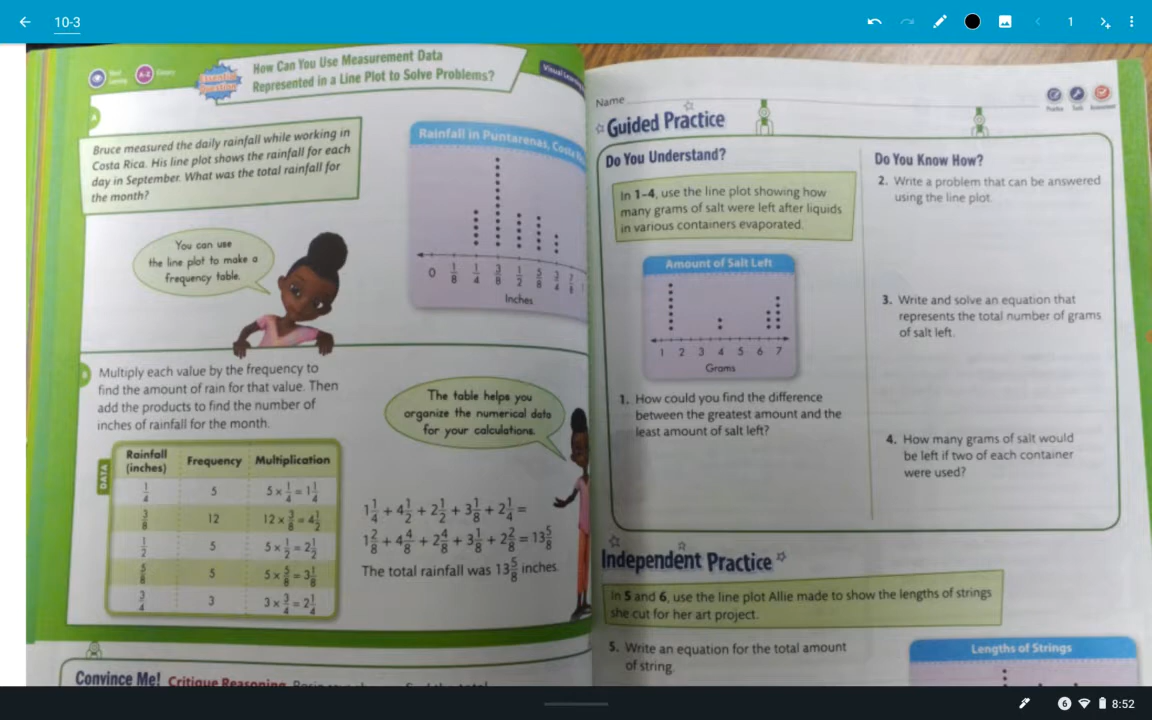 10-3
1
A-Z
Glossary
Essential
Question
How Can You Use Measurement Data
Represented in a Line Plot to Solve Problems?
Visual
A
Bruce measured the daily rainfall while working in
Costa Rica. His line plot shows the rainfall for each
day in September. What was the total rainfall for
the month?
You can use
the line plot to make a
frequency table.
Rainfall in Puntarenas, Costa
0 1/8 1/4 3/8 1/2 5/8 3/4 7/8 1
Inches
Multiply each value by the frequency to
find the amount of rain for that value. Then
add the products to find the number of
inches of rainfall for the month.
The table helps you
organize the numerical data
for your calculations.
DATA
Rainfall
(inches) Frequency Multiplication
1/4 5 5 × 1/4 = 1 1/4
3/8 12 12 × 3/8 = 4 1/2
1/2 5 5 × 1/2 = 2 1/2
5/8 5 5 × 5/8 = 3 1/8
3/4 3 3 × 3/4 = 2 1/4
1 1/4 + 4 1/2 + 2 1/2 + 3 1/8 + 2 1/4 =
1 2/8 + 4 4/8 + 2 4/8 + 3 1/8 + 2 2/8 = 13 5/8
The total rainfall was 13 5/8 inches.
Convince Me! Critique Reasoning
Name
Practice Tools Assessment
Guided Practice
Do You Understand?
In 1–4, use the line plot showing how
many grams of salt were left after liquids
in various containers evaporated.
Amount of Salt Left
1 2 3 4 5 6 7
Grams
1. How could you find the difference
between the greatest amount and the
least amount of salt left?
Do You Know How?
2. Write a problem that can be answered
using the line plot.
3. Write and solve an equation that
represents the total number of grams
of salt left.
4. How many grams of salt would
be left if two of each container
were used?
Independent Practice
In 5 and 6, use the line plot Allie made to show the lengths of strings
she cut for her art project.
5. Write an equation for the total amount
of string.
Lengths of Strings
6
8:52